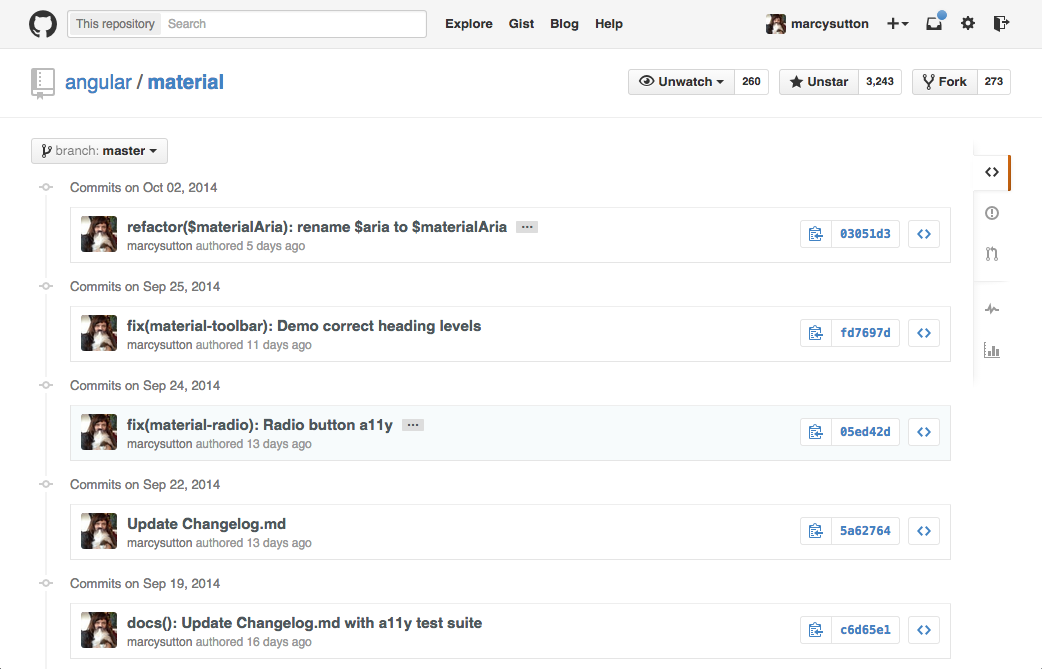 This repository Search Explore Gist Blog Help marcysutton
angular / material Unwatch 260 Unstar 3,243 Fork 273
branch: master
Commits on Oct 02, 2014
refactor($materialAria): rename $aria to $materialAria ...
03051d3
marcysutton authored 5 days ago
Commits on Sep 25, 2014
fix(material-toolbar): Demo correct heading levels
fd7697d
marcysutton authored 11 days ago
Commits on Sep 24, 2014
fix(material-radio): Radio button a11y ...
05ed42d
marcysutton authored 13 days ago
Commits on Sep 22, 2014
Update Changelog.md
5a62764
marcysutton authored 13 days ago
Commits on Sep 19, 2014
docs(): Update Changelog.md with a11y test suite
c6d65e1
marcysutton authored 16 days ago